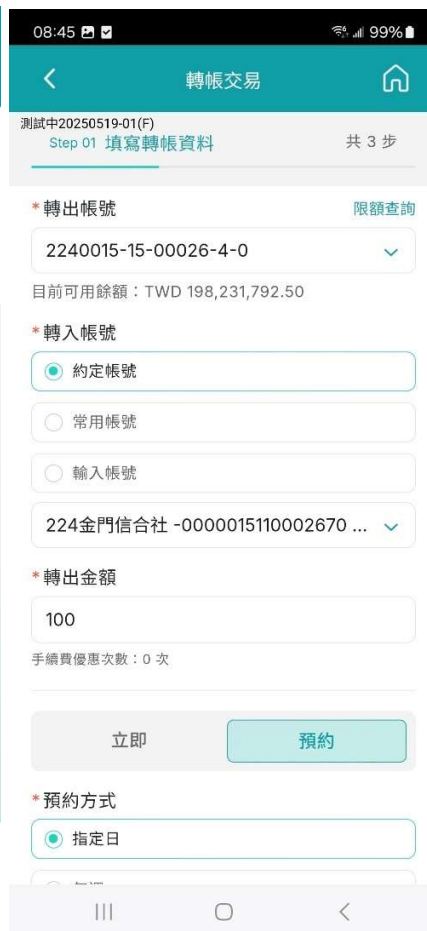 08:45 99%
轉帳交易
測試中20250519-01(F)
Step 01 填寫轉帳資料 共 3 步
*轉出帳號 限額查詢
2240015-15-00026-4-0
目前可用餘額：TWD 198,231,792.50
*轉入帳號
約定帳號
常用帳號
輸入帳號
224金門信合社 -0000015110002670 ...
*轉出金額
100
手續費優惠次數：0 次
立即 預約
*預約方式
指定日